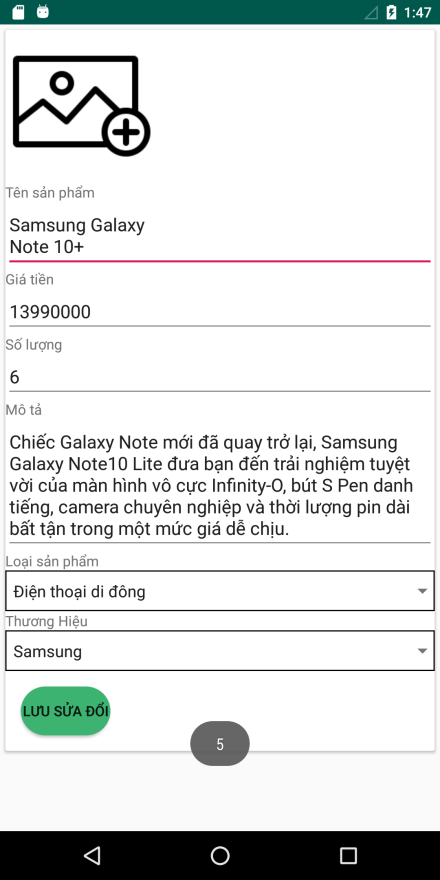 1:47
Tên sản phẩm
Samsung Galaxy
Note 10+
Giá tiền
13990000
Số lượng
6
Mô tả
Chiếc Galaxy Note mới đã quay trở lại, Samsung
Galaxy Note10 Lite đưa bạn đến trải nghiệm tuyệt
vời của màn hình vô cực Infinity-O, bút S Pen danh
tiếng, camera chuyên nghiệp và thời lượng pin dài
bất tận trong một mức giá dễ chịu.
Loại sản phẩm
Điện thoại di đông
Thương Hiệu
Samsung
LƯU SỬA ĐỔI
5